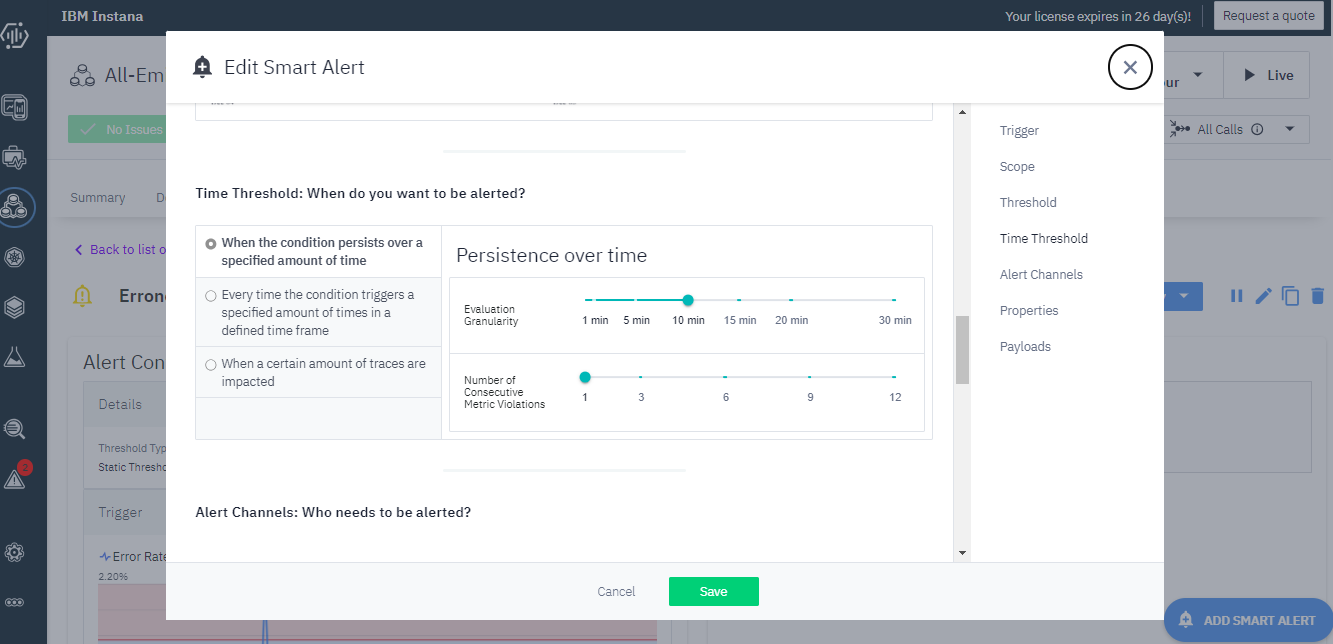 IBM Instana
Your license expires in 26 day(s)!
Request a quote
All-Em
Edit Smart Alert
our
Live
No Issues
All Calls
Summary
Back to list o
Errone
Alert Con
Details
Threshold Typ
Static Thresho
Trigger
Error Rate
2.20%
2
Time Threshold: When do you want to be alerted?
When the condition persists over a
specified amount of time
Every time the condition triggers a
specified amount of times in a
defined time frame
When a certain amount of traces are
impacted
Persistence over time
Evaluation
Granularity
1 min 5 min 10 min 15 min 20 min 30 min
Number of
Consecutive
Metric Violations
1 3 6 9 12
Alert Channels: Who needs to be alerted?
Trigger
Scope
Threshold
Time Threshold
Alert Channels
Properties
Payloads
Cancel
Save
ADD SMART ALERT